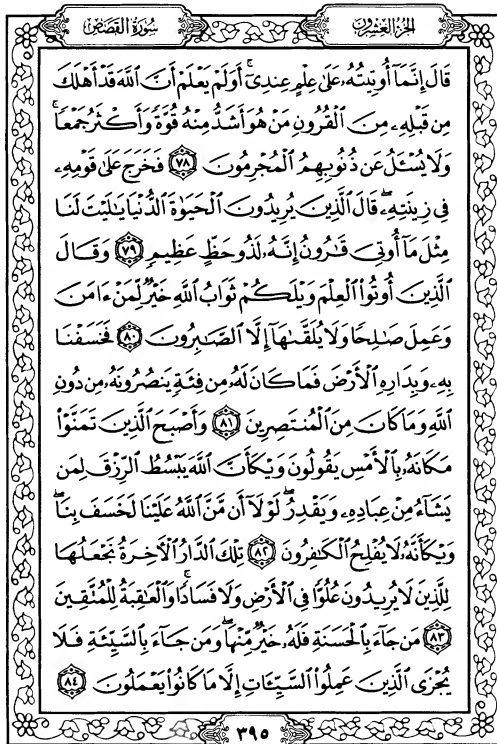 الجزء العشرون
سورة القصص
قَالَ إِنَّمَآ أُوتِيتُهُۥ عَلَىٰ عِلْمٍ عِندِىٓ ۚ أَوَلَمْ يَعْلَمْ أَنَّ ٱللَّهَ قَدْ أَهْلَكَ
مِن قَبْلِهِۦ مِنَ ٱلْقُرُونِ مَنْ هُوَ أَشَدُّ مِنْهُ قُوَّةً وَأَكْثَرُ جَمْعًا ۚ
وَلَا يُسْـَٔلُ عَن ذُنُوبِهِمُ ٱلْمُجْرِمُونَ ٧٨ فَخَرَجَ عَلَىٰ قَوْمِهِۦ
فِى زِينَتِهِۦ ۖ قَالَ ٱلَّذِينَ يُرِيدُونَ ٱلْحَيَوٰةَ ٱلدُّنْيَا يَٰلَيْتَ لَنَا
مِثْلَ مَآ أُوتِىَ قَٰرُونُ إِنَّهُۥ لَذُو حَظٍّ عَظِيمٍ ٧٩ وَقَالَ
ٱلَّذِينَ أُوتُوا۟ ٱلْعِلْمَ وَيْلَكُمْ ثَوَابُ ٱللَّهِ خَيْرٌ لِّمَنْ ءَامَنَ
وَعَمِلَ صَٰلِحًا وَلَا يُلَقَّىٰهَآ إِلَّا ٱلصَّٰبِرُونَ ٨٠ فَخَسَفْنَا
بِهِۦ وَبِدَارِهِ ٱلْأَرْضَ فَمَا كَانَ لَهُۥ مِن فِئَةٍ يَنصُرُونَهُۥ مِن دُونِ
ٱللَّهِ وَمَا كَانَ مِنَ ٱلْمُنتَصِرِينَ ٨١ وَأَصْبَحَ ٱلَّذِينَ تَمَنَّوْا۟
مَكَانَهُۥ بِٱلْأَمْسِ يَقُولُونَ وَيْكَأَنَّ ٱللَّهَ يَبْسُطُ ٱلرِّزْقَ لِمَن
يَشَآءُ مِنْ عِبَادِهِۦ وَيَقْدِرُ ۖ لَوْلَآ أَن مَّنَّ ٱللَّهُ عَلَيْنَا لَخَسَفَ بِنَا ۖ
وَيْكَأَنَّهُۥ لَا يُفْلِحُ ٱلْكَٰفِرُونَ ٨٢ تِلْكَ ٱلدَّارُ ٱلْءَاخِرَةُ نَجْعَلُهَا
لِلَّذِينَ لَا يُرِيدُونَ عُلُوًّا فِى ٱلْأَرْضِ وَلَا فَسَادًا ۚ وَٱلْعَٰقِبَةُ لِلْمُتَّقِينَ
٨٣ مَن جَآءَ بِٱلْحَسَنَةِ فَلَهُۥ خَيْرٌ مِّنْهَا ۖ وَمَن جَآءَ بِٱلسَّيِّئَةِ فَلَا
يُجْزَى ٱلَّذِينَ عَمِلُوا۟ ٱلسَّيِّـَٔاتِ إِلَّا مَا كَانُوا۟ يَعْمَلُونَ ٨٤
٣٩٥